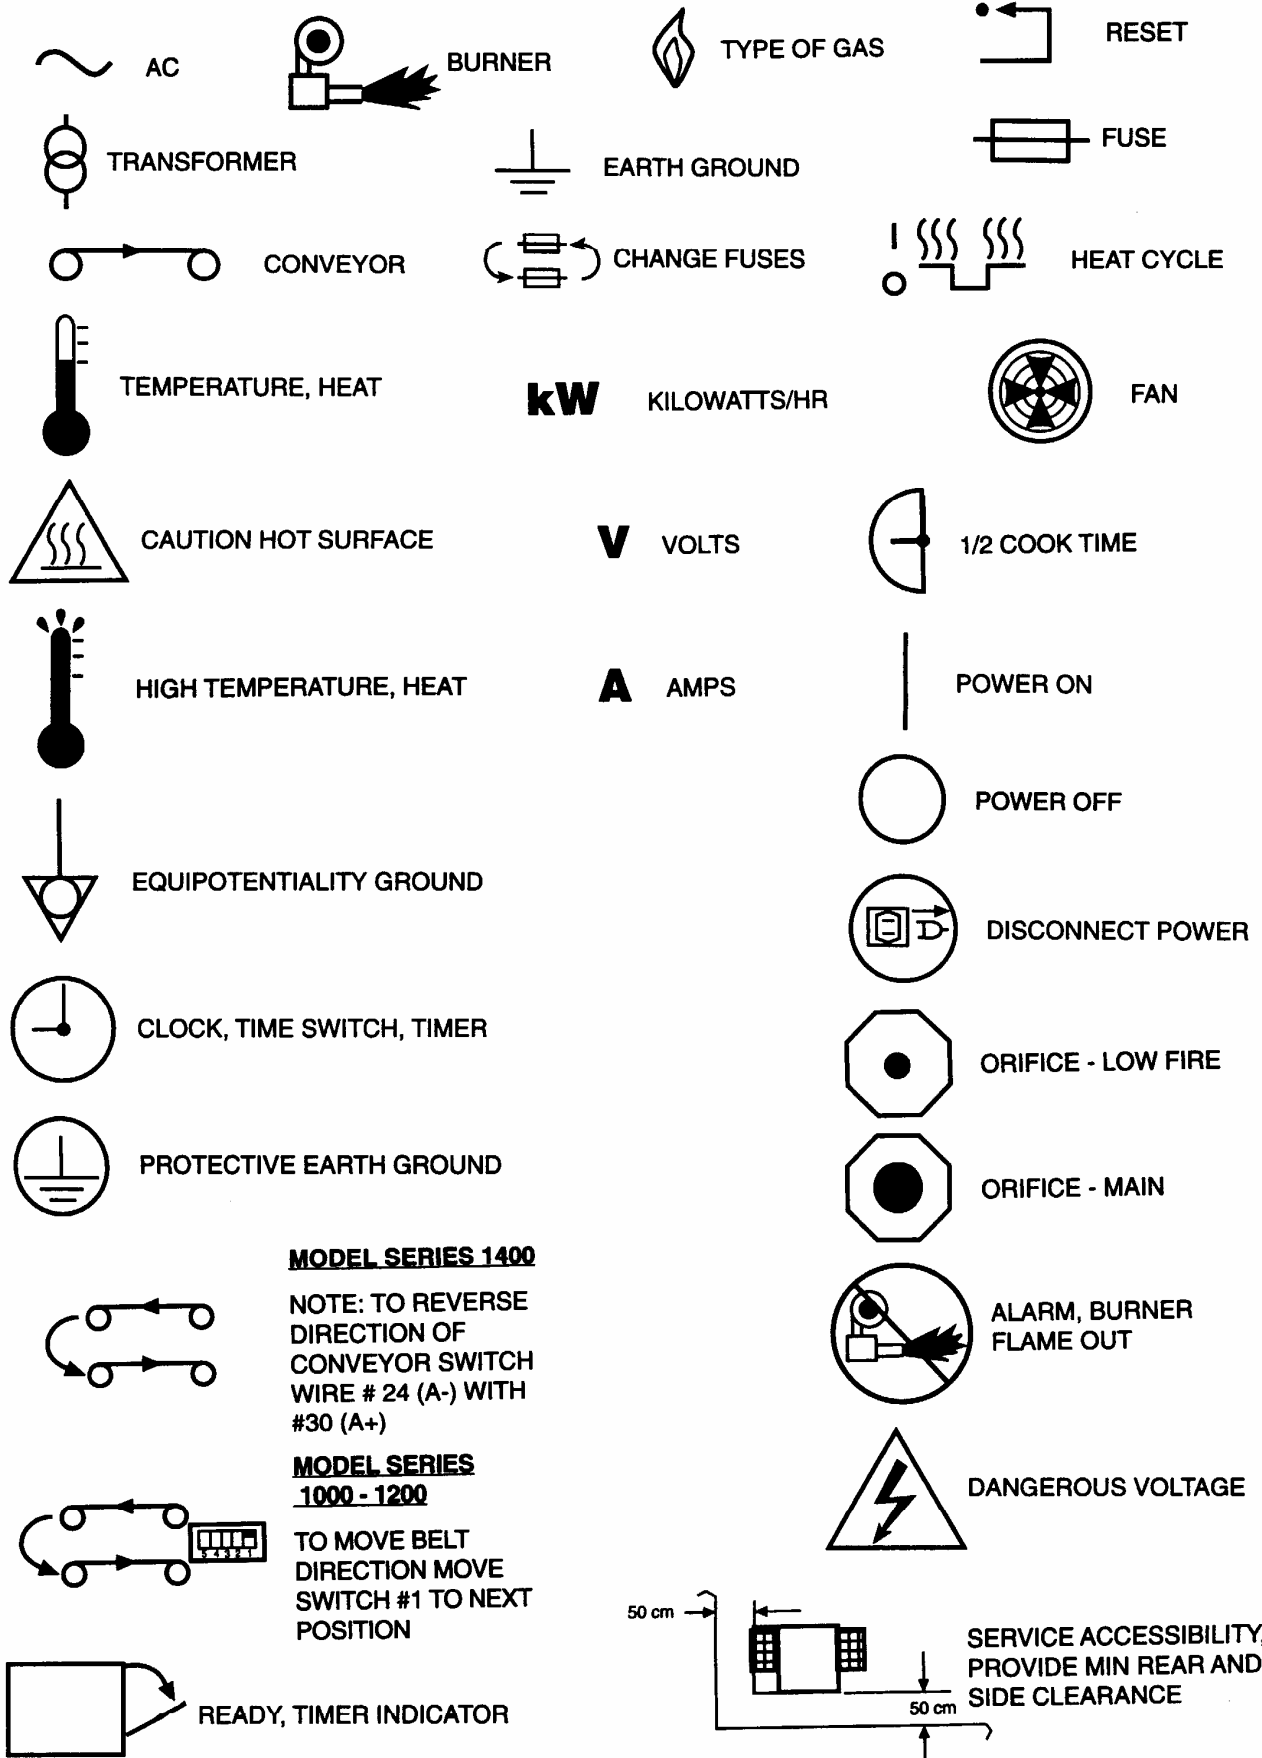 AC
BURNER
TYPE OF GAS
RESET
TRANSFORMER
EARTH GROUND
FUSE
CONVEYOR
CHANGE FUSES
HEAT CYCLE
TEMPERATURE, HEAT
kW KILOWATTS/HR
FAN
CAUTION HOT SURFACE
V VOLTS
1/2 COOK TIME
HIGH TEMPERATURE, HEAT
A AMPS
POWER ON
POWER OFF
EQUIPOTENTIALITY GROUND
DISCONNECT POWER
CLOCK, TIME SWITCH, TIMER
ORIFICE - LOW FIRE
PROTECTIVE EARTH GROUND
ORIFICE - MAIN
MODEL SERIES 1400
NOTE: TO REVERSE
DIRECTION OF
CONVEYOR SWITCH
WIRE # 24 (A-) WITH
#30 (A+)
ALARM, BURNER
FLAME OUT
MODEL SERIES
1000 - 1200
5 4 3 2 1
TO MOVE BELT
DIRECTION MOVE
SWITCH #1 TO NEXT
POSITION
DANGEROUS VOLTAGE
50 cm
50 cm
SERVICE ACCESSIBILITY,
PROVIDE MIN REAR AND
SIDE CLEARANCE
READY, TIMER INDICATOR